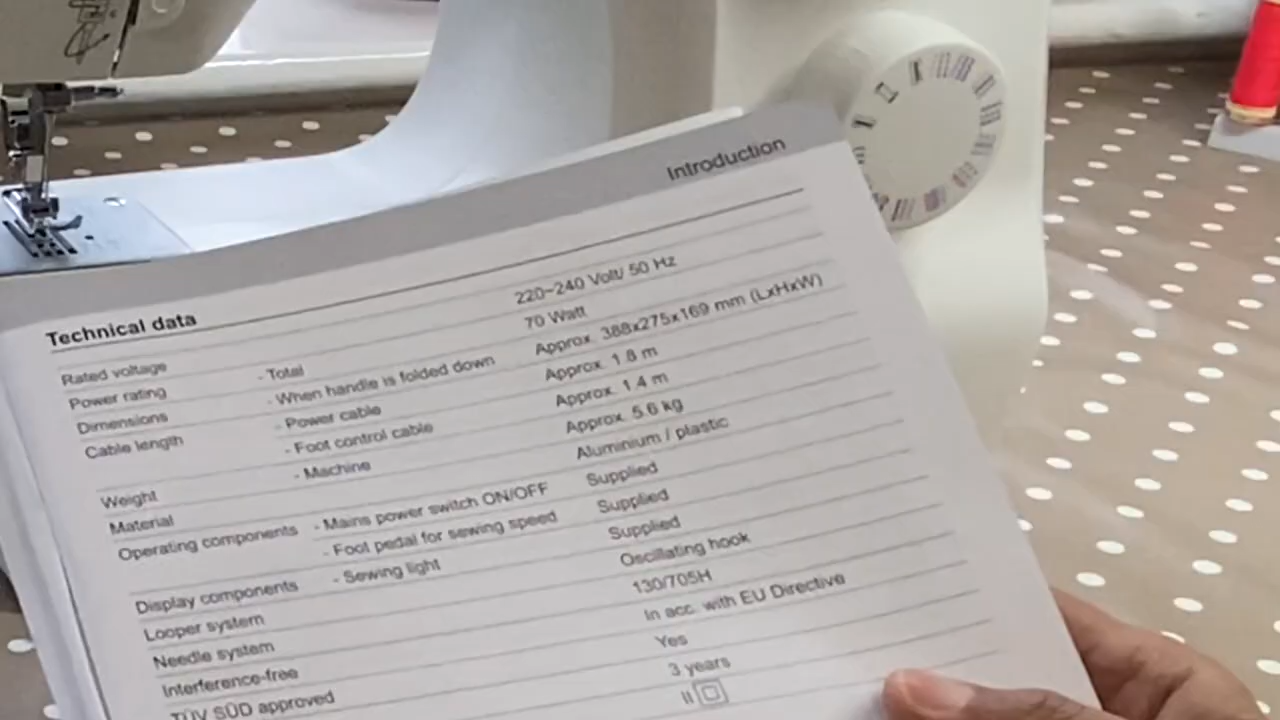 Introduction
Technical data
Rated voltage 220~240 Volt/ 50 Hz
Power rating - Total 70 Watt
Dimensions - When handle is folded down Approx. 388x275x169 mm (LxHxW)
Cable length - Power cable Approx. 1.8 m
- Foot control cable Approx. 1.4 m
Weight - Machine Approx. 5.6 kg
Material Aluminium / plastic
Operating components - Mains power switch ON/OFF Supplied
- Foot pedal for sewing speed Supplied
Display components - Sewing light Supplied
Looper system Oscillating hook
Needle system 130/705H
Interference-free In acc. with EU Directive
TÜV SÜD approved Yes
3 years
II